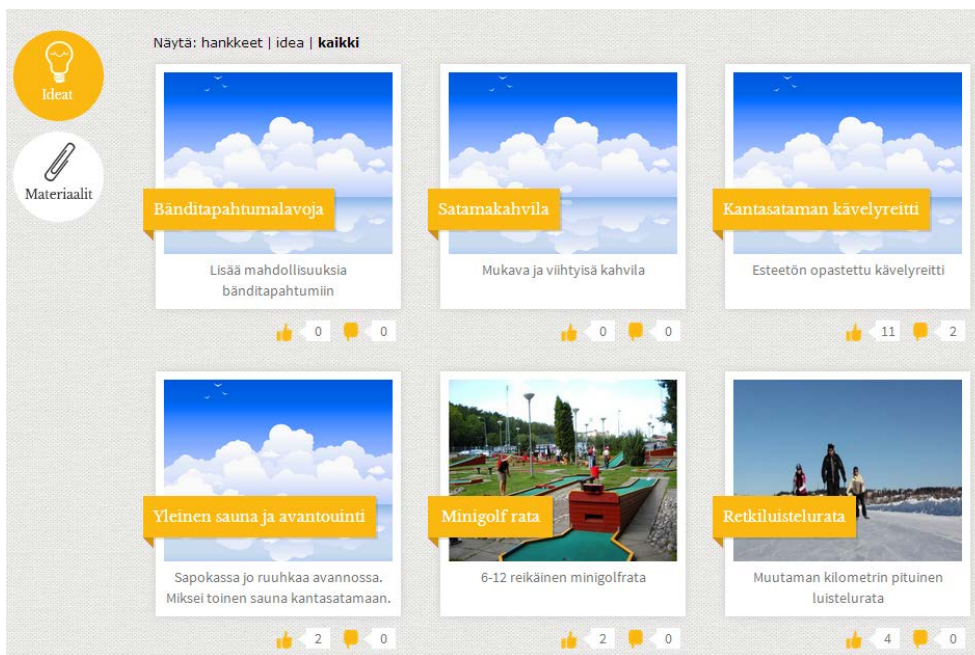 Näytä: hankkeet | idea | kaikki
Ideat
Materiaalit
Bänditapahtumalavoja
Lisää mahdollisuuksia
bänditapahtumiin
0 0
Satamakahvila
Mukava ja viihtyisä kahvila
0 0
Kantasataman kävelyreitti
Esteetön opastettu kävelyreitti
11 2
Yleinen sauna ja avantouinti
Sapokassa jo ruuhkaa avannossa.
Miksei toinen sauna kantasatamaan.
2 0
Minigolf rata
6-12 reikäinen minigolfrata
2 0
Retkiluistelurata
Muutaman kilometrin pituinen
luistelurata
4 0